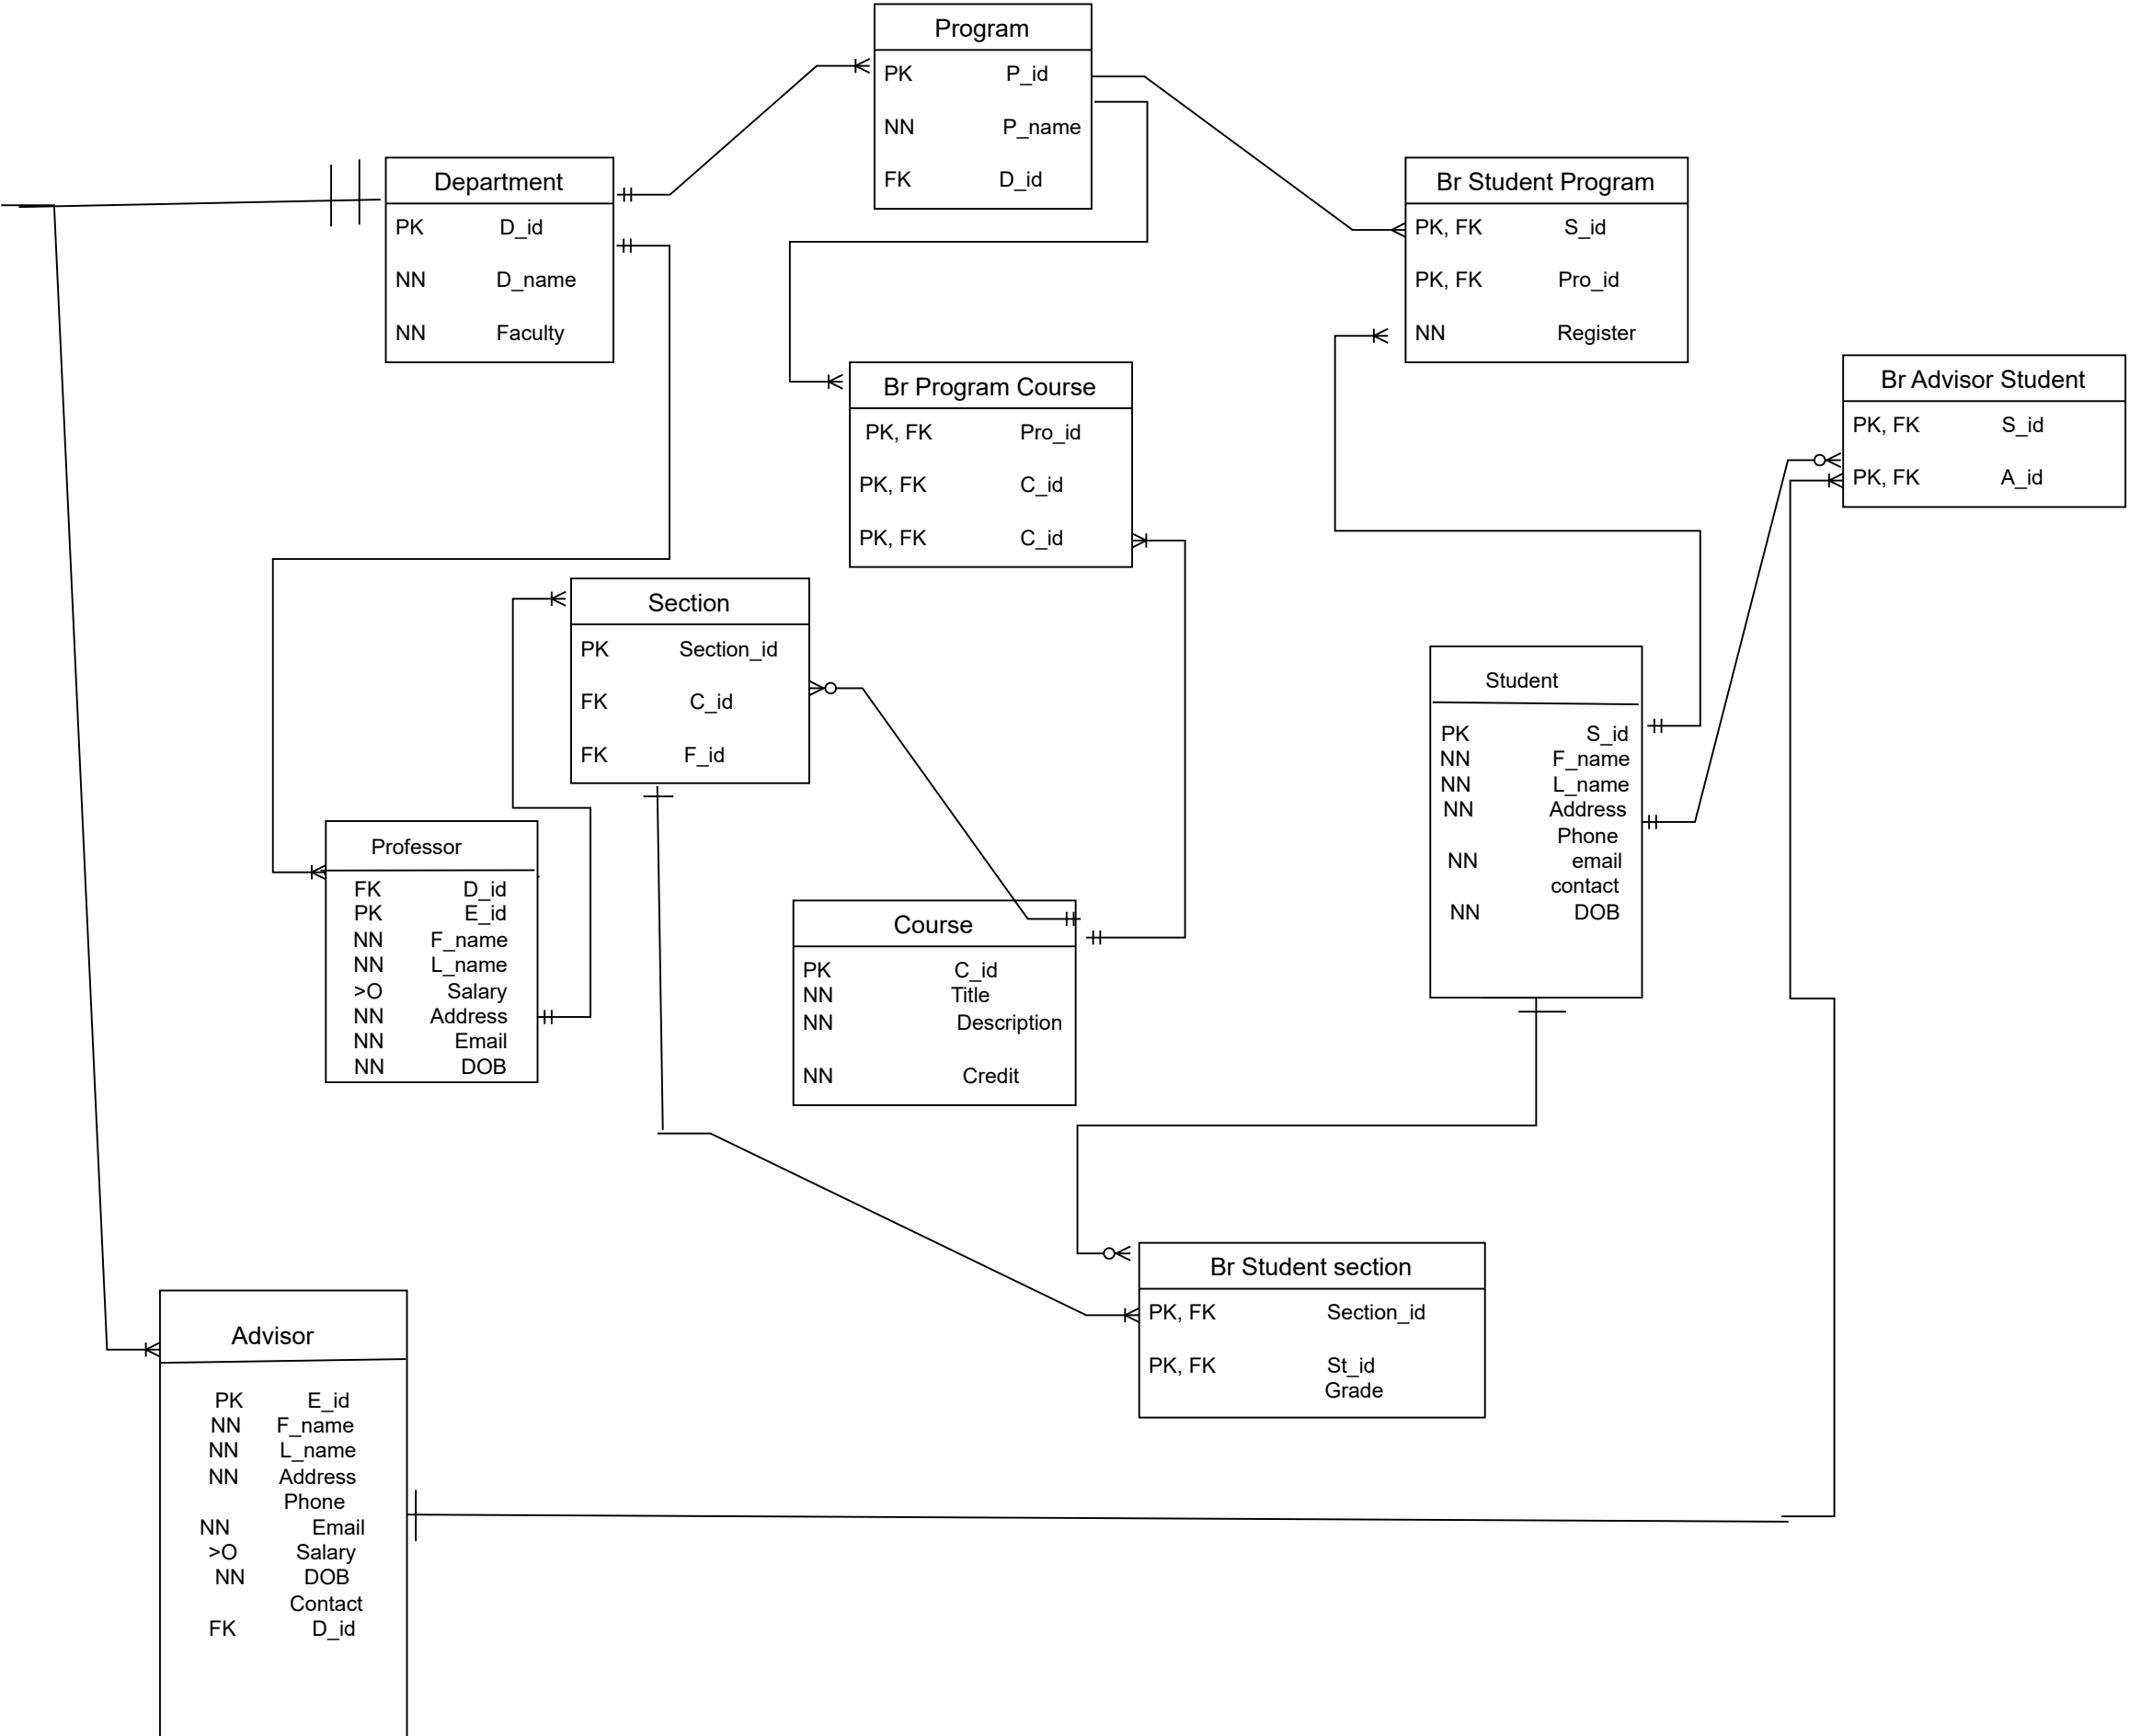 Program
PK P_id
NN P_name
FK D_id
Department
PK D_id
NN D_name
NN Faculty
Br Student Program
PK, FK S_id
PK, FK Pro_id
NN Register
Br Program Course
PK, FK Pro_id
PK, FK C_id
PK, FK C_id
Br Advisor Student
PK, FK S_id
PK, FK A_id
Section
PK Section_id
FK C_id
FK F_id
Student
PK S_id
NN F_name
NN L_name
NN Address
Phone
NN email
contact
NN DOB
Professor
FK D_id
PK E_id
NN F_name
NN L_name
>O Salary
NN Address
NN Email
NN DOB
Course
PK C_id
NN Title
NN Description
NN Credit
Br Student section
PK, FK Section_id
PK, FK St_id
Grade
Advisor
PK E_id
NN F_name
NN L_name
NN Address
Phone
NN Email
>O Salary
NN DOB
Contact
FK D_id